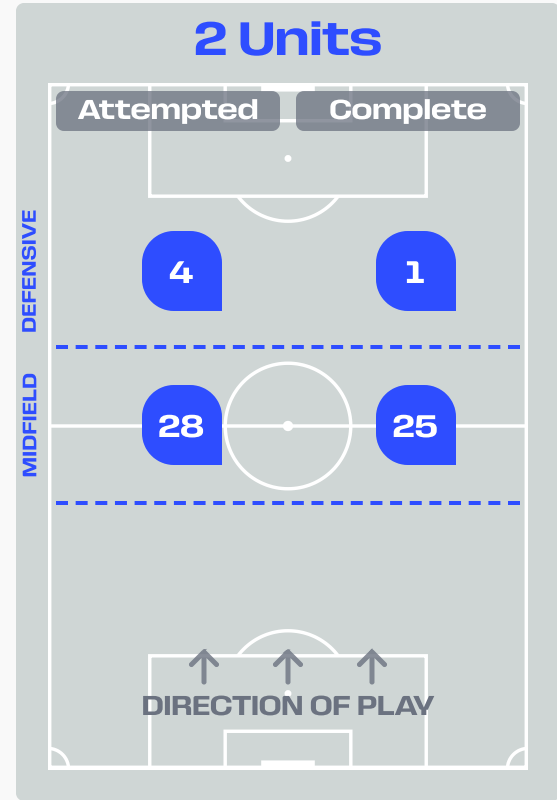 2 Units
Attempted Complete
DEFENSIVE
4 1
MIDFIELD
28 25
DIRECTION OF PLAY